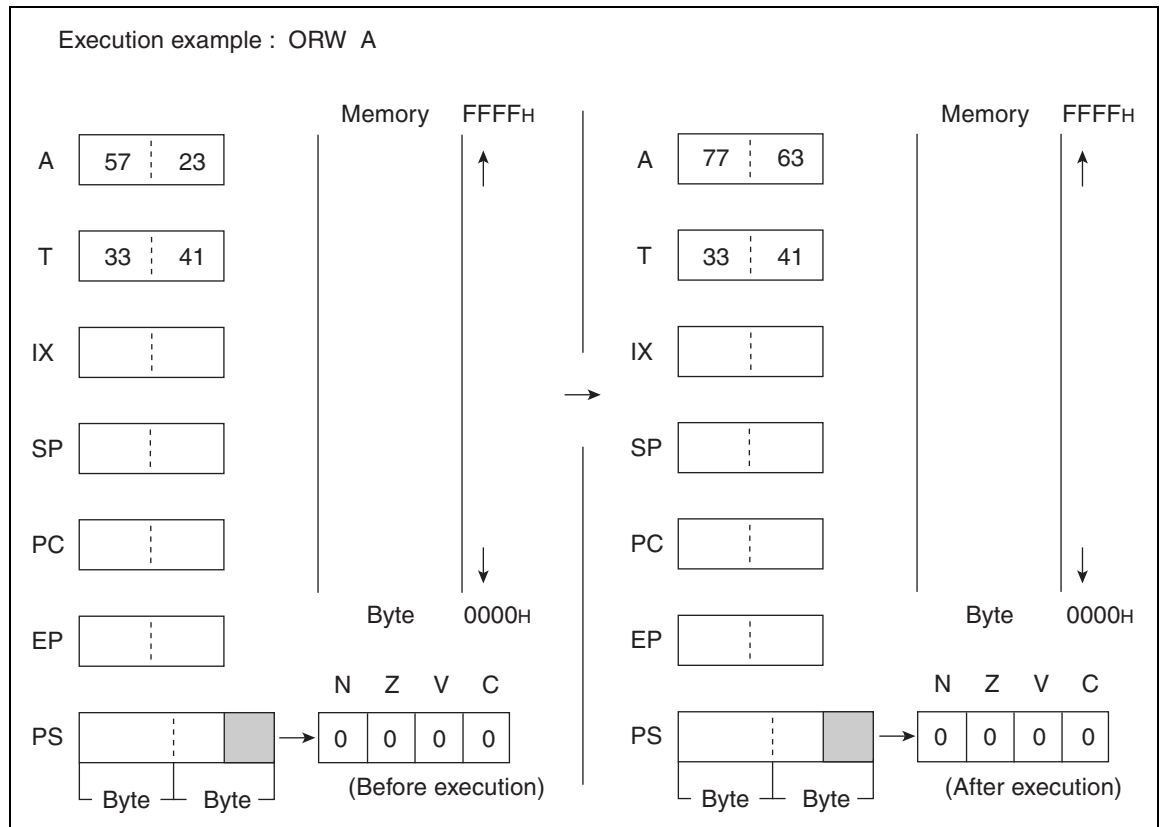 Execution example : ORW A
Memory FFFFH
A 57 23
T 33 41
IX
SP
PC
EP
Byte 0000H
N Z V C
PS 0 0 0 0
(Before execution)
Byte Byte
Memory FFFFH
A 77 63
T 33 41
IX
SP
PC
EP
Byte 0000H
N Z V C
PS 0 0 0 0
(After execution)
Byte Byte